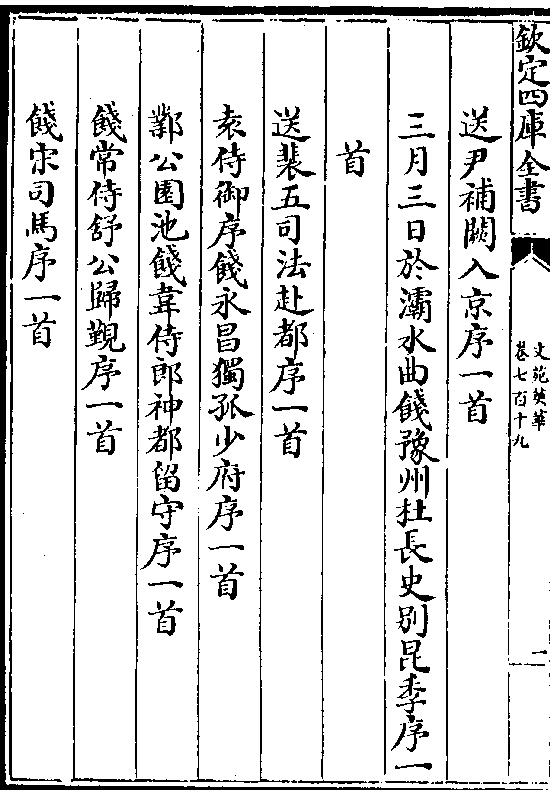 欽定四庫全書
文苑英華
卷七百十九
二
送尹補闕入京序一首
三月三日於灞水曲餞豫州杜長史別昆季序一
首
送裴五司法赴都序一首
袁侍御序餞永昌獨孤少府序一首
鄴公園池餞韋侍郎神都留守序一首
餞常侍舒公歸覲序一首
餞宋司馬序一首